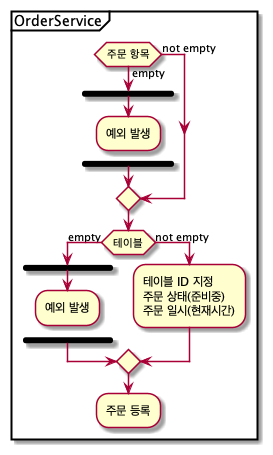 OrderService
주문 항목
not empty
empty
예외 발생
테이블
empty
not empty
예외 발생
테이블 ID 지정
주문 상태(준비중)
주문 일시(현재시간)
주문 등록